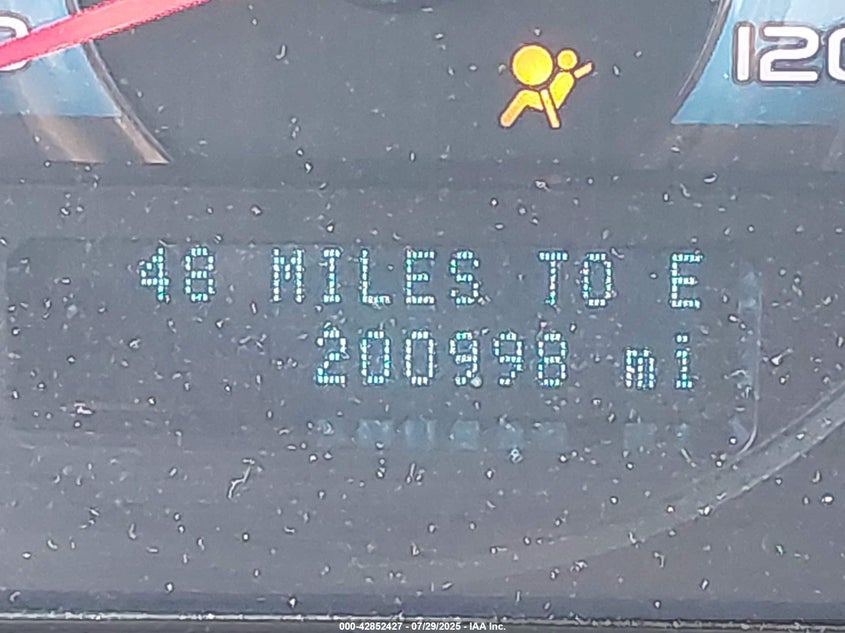 120
48 MILES TO E
200998 mi
000-42852427 - 07/29/2025 - IAA Inc.